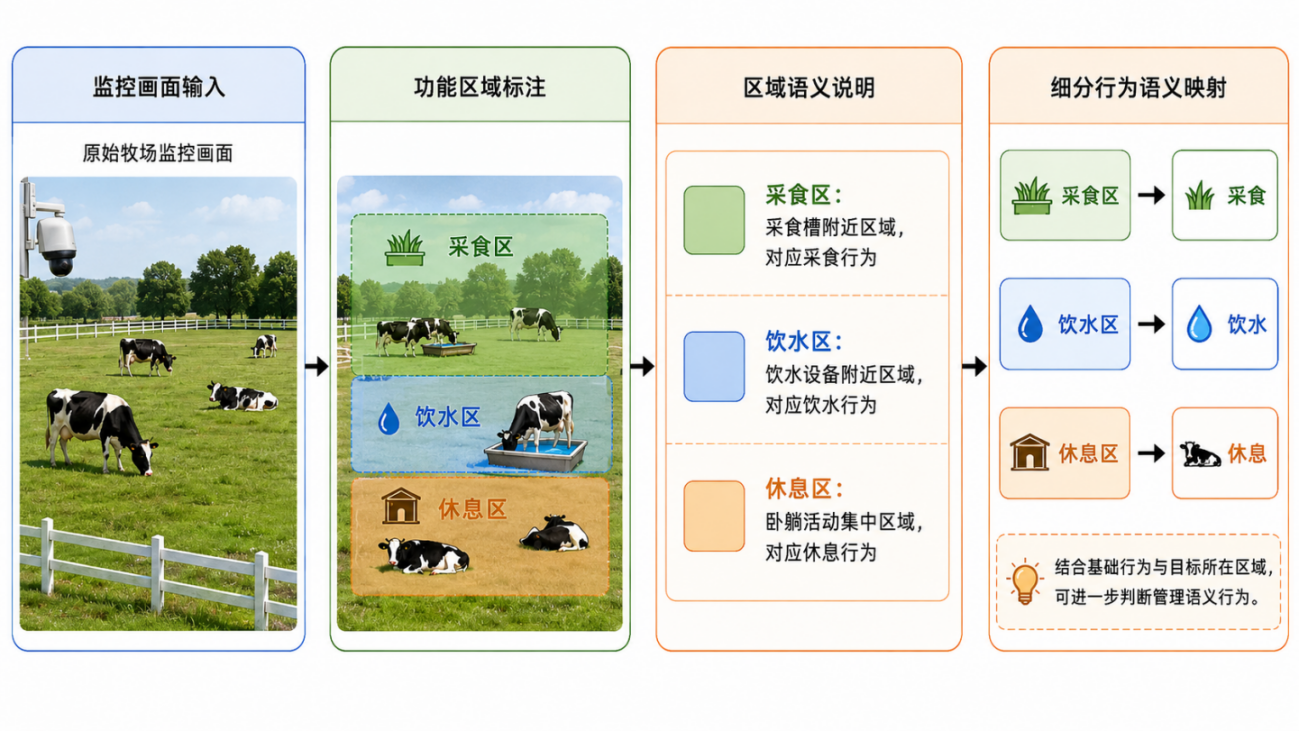 监控画面输入
原始牧场监控画面
功能区域标注
采食区
饮水区
休息区
区域语义说明
采食区：
采食槽附近区域，
对应采食行为
饮水区：
饮水设备附近区域，
对应饮水行为
休息区：
卧躺活动集中区域，
对应休息行为
细分行为语义映射
采食区
采食
饮水区
饮水
休息区
休息
结合基础行为与目标所在区域，
可进一步判断管理语义行为。